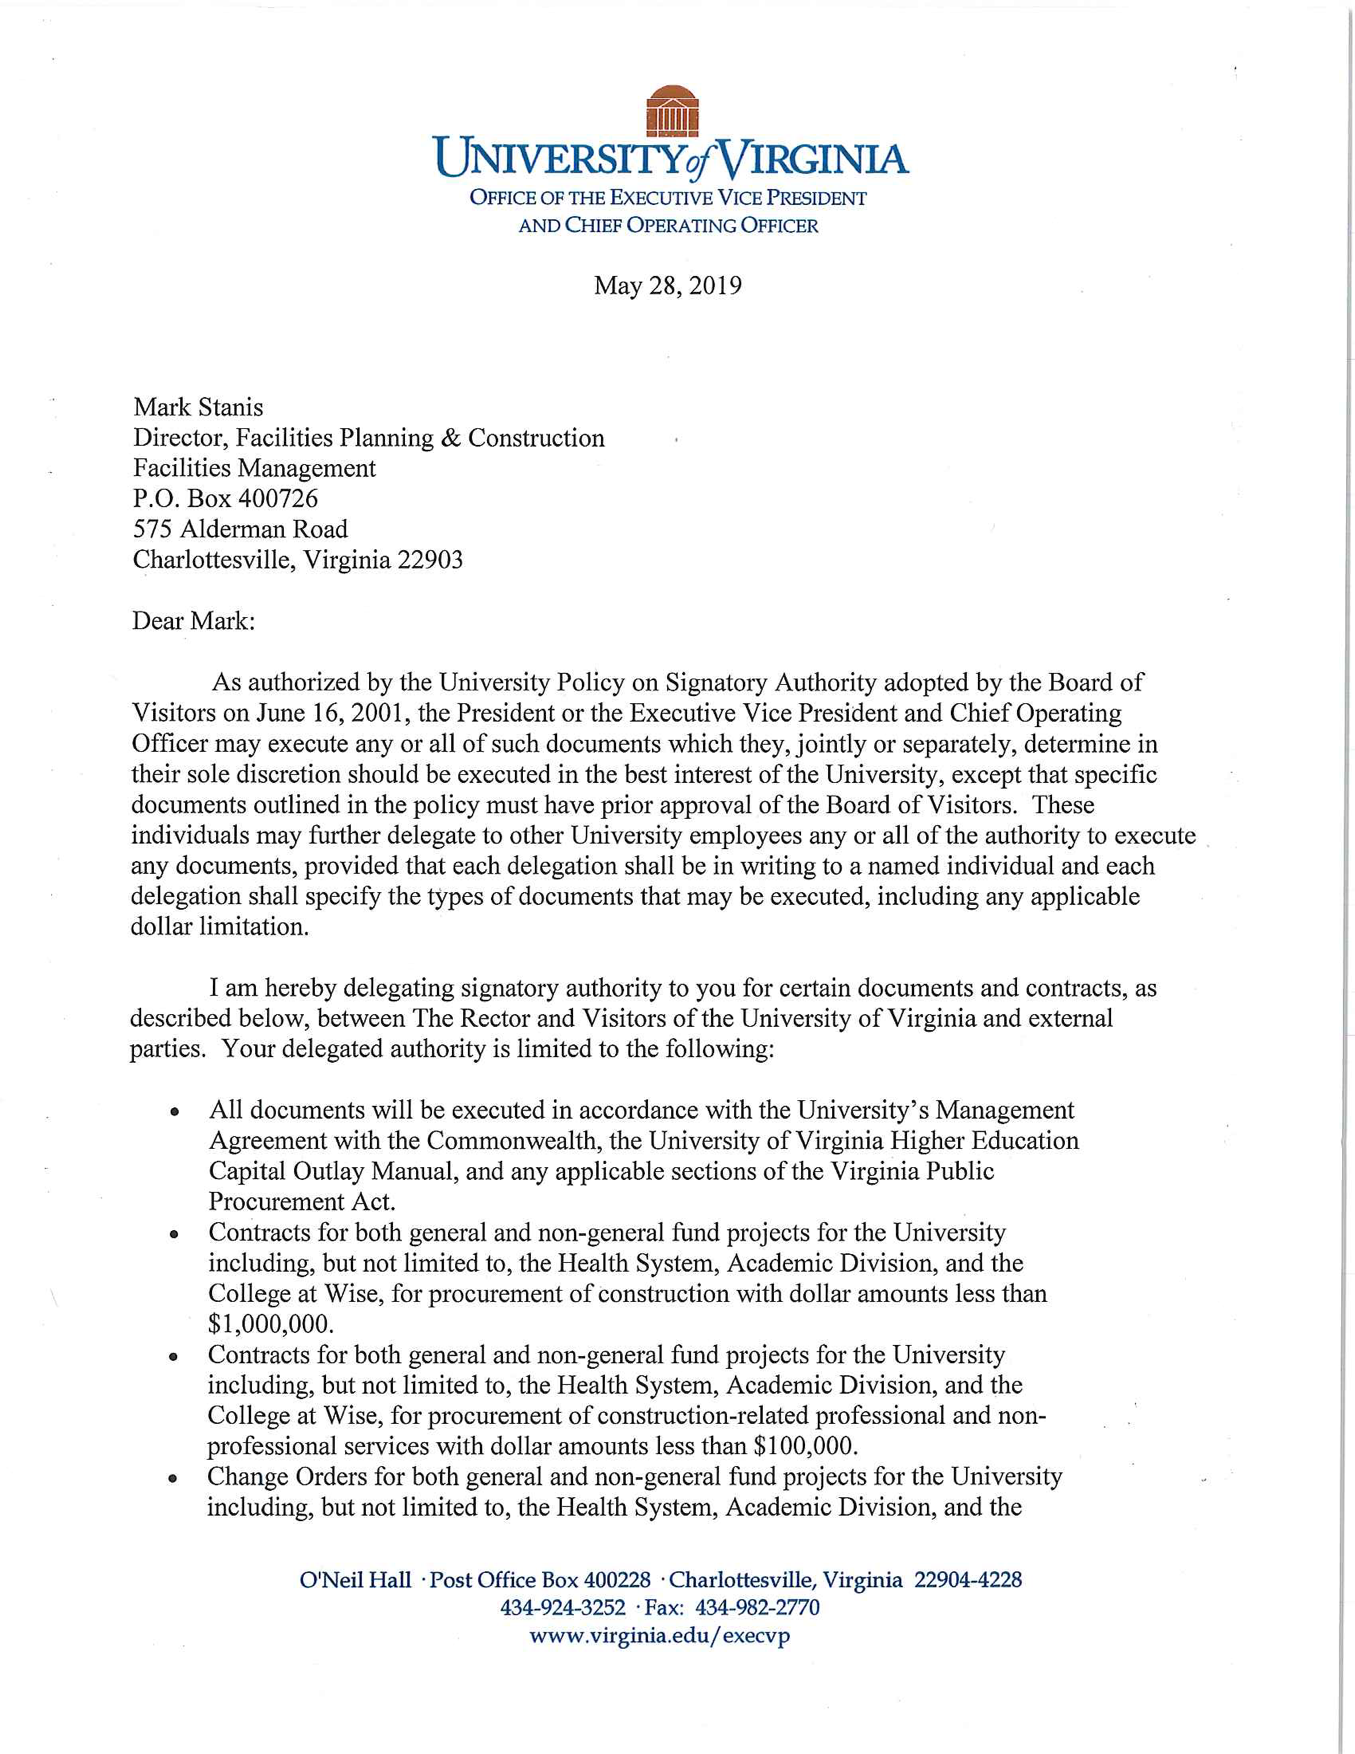 UNIVERSITY of VIRGINIA
OFFICE OF THE EXECUTIVE VICE PRESIDENT
AND CHIEF OPERATING OFFICER
May 28, 2019
Mark Stanis
Director, Facilities Planning & Construction
Facilities Management
P.O. Box 400726
575 Alderman Road
Charlottesville, Virginia 22903
Dear Mark:
As authorized by the University Policy on Signatory Authority adopted by the Board of
Visitors on June 16, 2001, the President or the Executive Vice President and Chief Operating
Officer may execute any or all of such documents which they, jointly or separately, determine in
their sole discretion should be executed in the best interest of the University, except that specific
documents outlined in the policy must have prior approval of the Board of Visitors. These
individuals may further delegate to other University employees any or all of the authority to execute
any documents, provided that each delegation shall be in writing to a named individual and each
delegation shall specify the types of documents that may be executed, including any applicable
dollar limitation.
I am hereby delegating signatory authority to you for certain documents and contracts, as
described below, between The Rector and Visitors of the University of Virginia and external
parties. Your delegated authority is limited to the following:
• All documents will be executed in accordance with the University's Management
Agreement with the Commonwealth, the University of Virginia Higher Education
Capital Outlay Manual, and any applicable sections of the Virginia Public
Procurement Act.
• Contracts for both general and non-general fund projects for the University
including, but not limited to, the Health System, Academic Division, and the
College at Wise, for procurement of construction with dollar amounts less than
$1,000,000.
• Contracts for both general and non-general fund projects for the University
including, but not limited to, the Health System, Academic Division, and the
College at Wise, for procurement of construction-related professional and non-
professional services with dollar amounts less than $100,000.
• Change Orders for both general and non-general fund projects for the University
including, but not limited to, the Health System, Academic Division, and the
O'Neil Hall · Post Office Box 400228 · Charlottesville, Virginia 22904-4228
434-924-3252 · Fax: 434-982-2770
www.virginia.edu/execvp